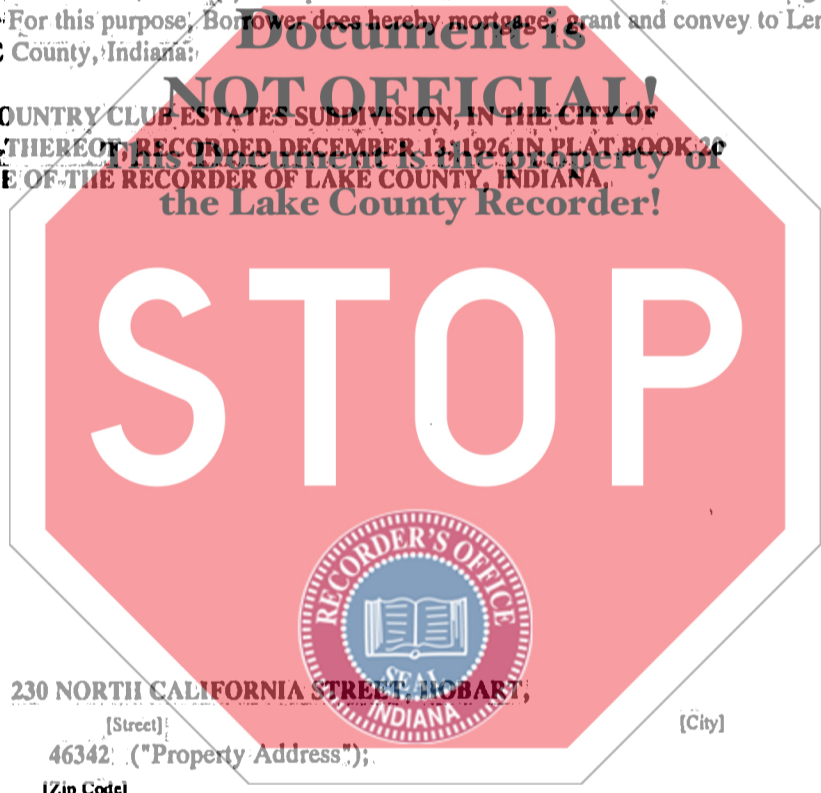 For this purpose, Borrower does hereby mortgage, grant and convey to
Document is
County, Indiana:
NOT OFFICIAL!
COUNTRY CLUB ESTATES SUBDIVISION, IN THE CITY OF
THEREOF, RECORDED DECEMBER 13, 1926 IN PLAT BOOK 20
This Document is the property of
OF THE RECORDER OF LAKE COUNTY, INDIANA.
the Lake County Recorder!
STOP
RECORDER'S OFFICE
SEAL
INDIANA
230 NORTH CALIFORNIA STREET, HOBART,
[Street] [City]
46342 ("Property Address");
[Zip Code]